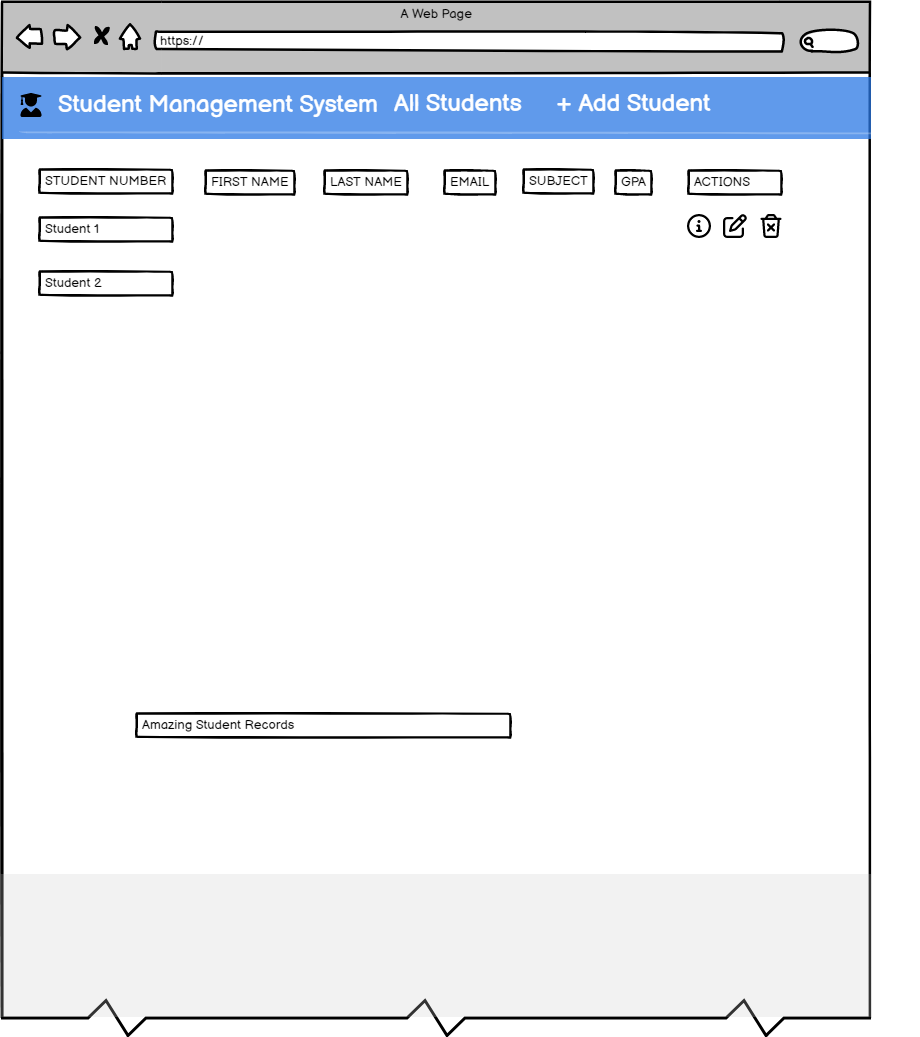 A Web Page
https://
Student Management System All Students + Add Student
STUDENT NUMBER FIRST NAME LAST NAME EMAIL SUBJECT GPA ACTIONS
Student 1
Student 2
Amazing Student Records